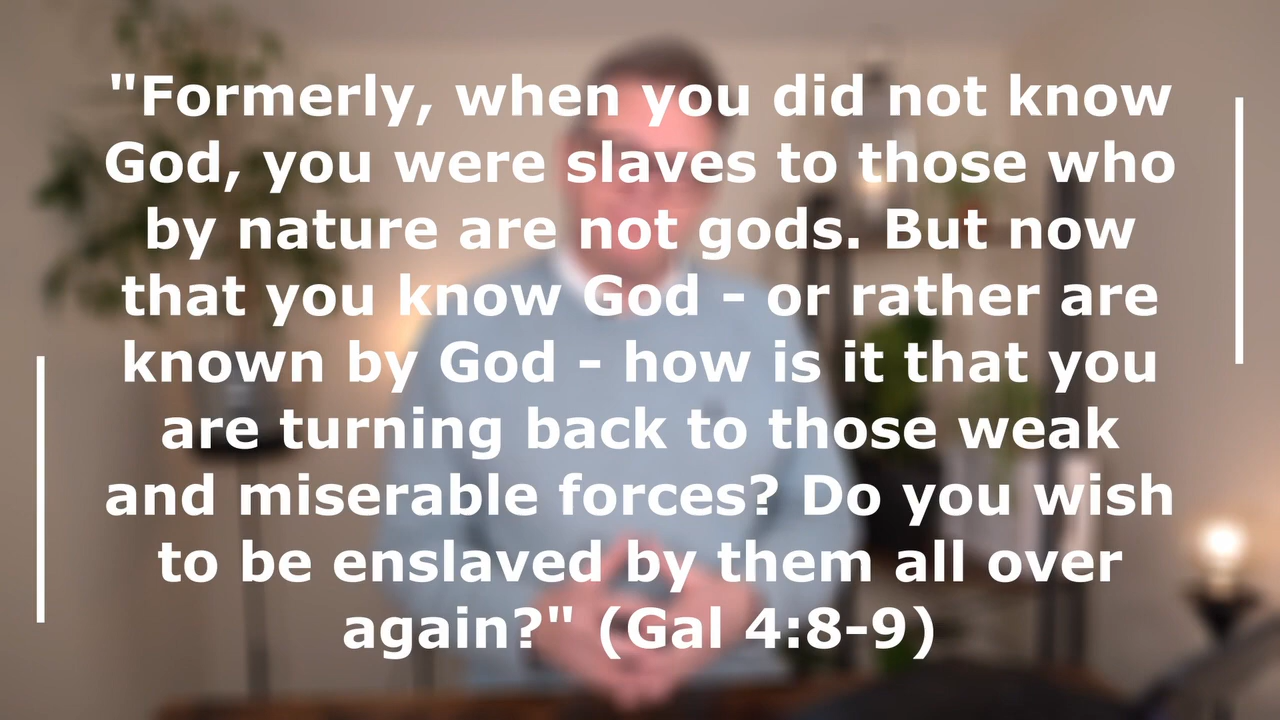 "Formerly, when you did not know
God, you were slaves to those who
by nature are not gods. But now
that you know God - or rather are
known by God - how is it that you
are turning back to those weak
and miserable forces? Do you wish
to be enslaved by them all over
again?" (Gal 4:8-9)